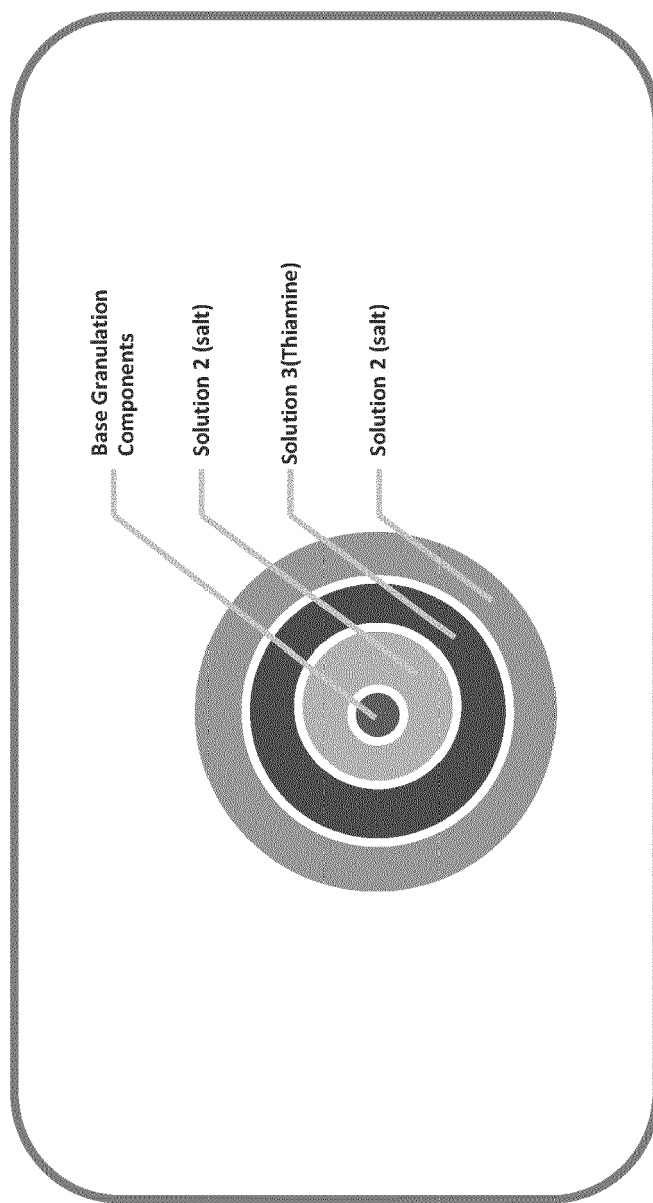 Base Granulation
Components
Solution 2 (salt)
Solution 3(Thiamine)
Solution 2 (salt)